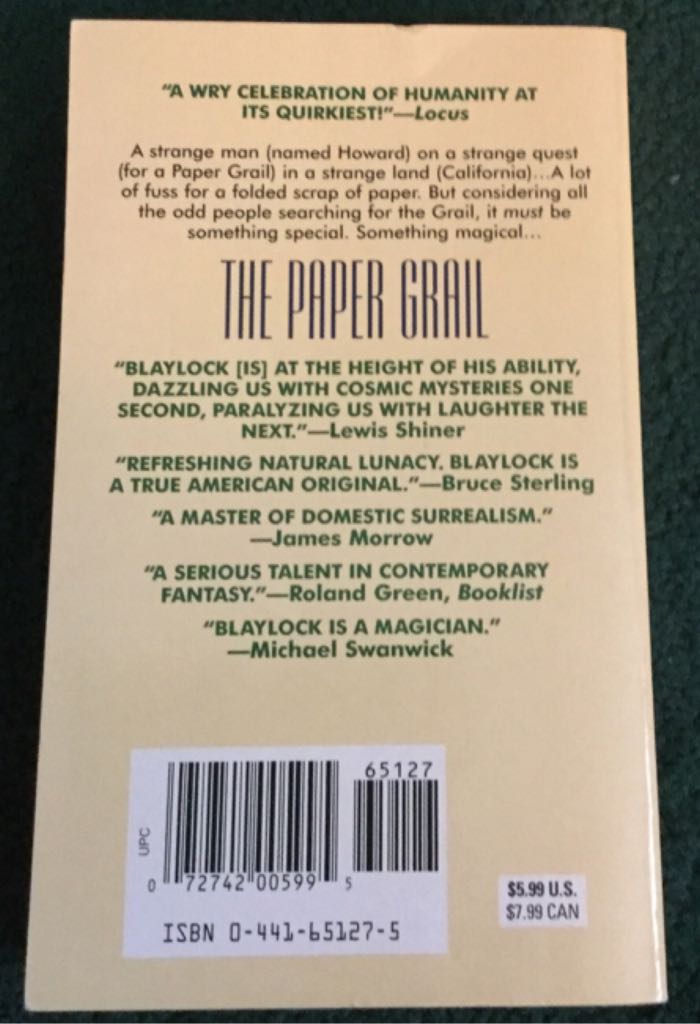 "A WRY CELEBRATION OF HUMANITY AT
ITS QUIRKIEST!"—Locus
A strange man (named Howard) on a strange quest
(for a Paper Grail) in a strange land (California)...A lot
of fuss for a folded scrap of paper. But considering all
the odd people searching for the Grail, it must be
something special. Something magical...
THE PAPER GRAIL
"BLAYLOCK [IS] AT THE HEIGHT OF HIS ABILITY,
DAZZLING US WITH COSMIC MYSTERIES ONE
SECOND, PARALYZING US WITH LAUGHTER THE
NEXT."—Lewis Shiner
"REFRESHING NATURAL LUNACY. BLAYLOCK IS
A TRUE AMERICAN ORIGINAL."—Bruce Sterling
"A MASTER OF DOMESTIC SURREALISM."
—James Morrow
"A SERIOUS TALENT IN CONTEMPORARY
FANTASY."—Roland Green, Booklist
"BLAYLOCK IS A MAGICIAN."
—Michael Swanwick
65127
UPC
0 72742 00599 5
ISBN 0-441-65127-5
$5.99 U.S.
$7.99 CAN